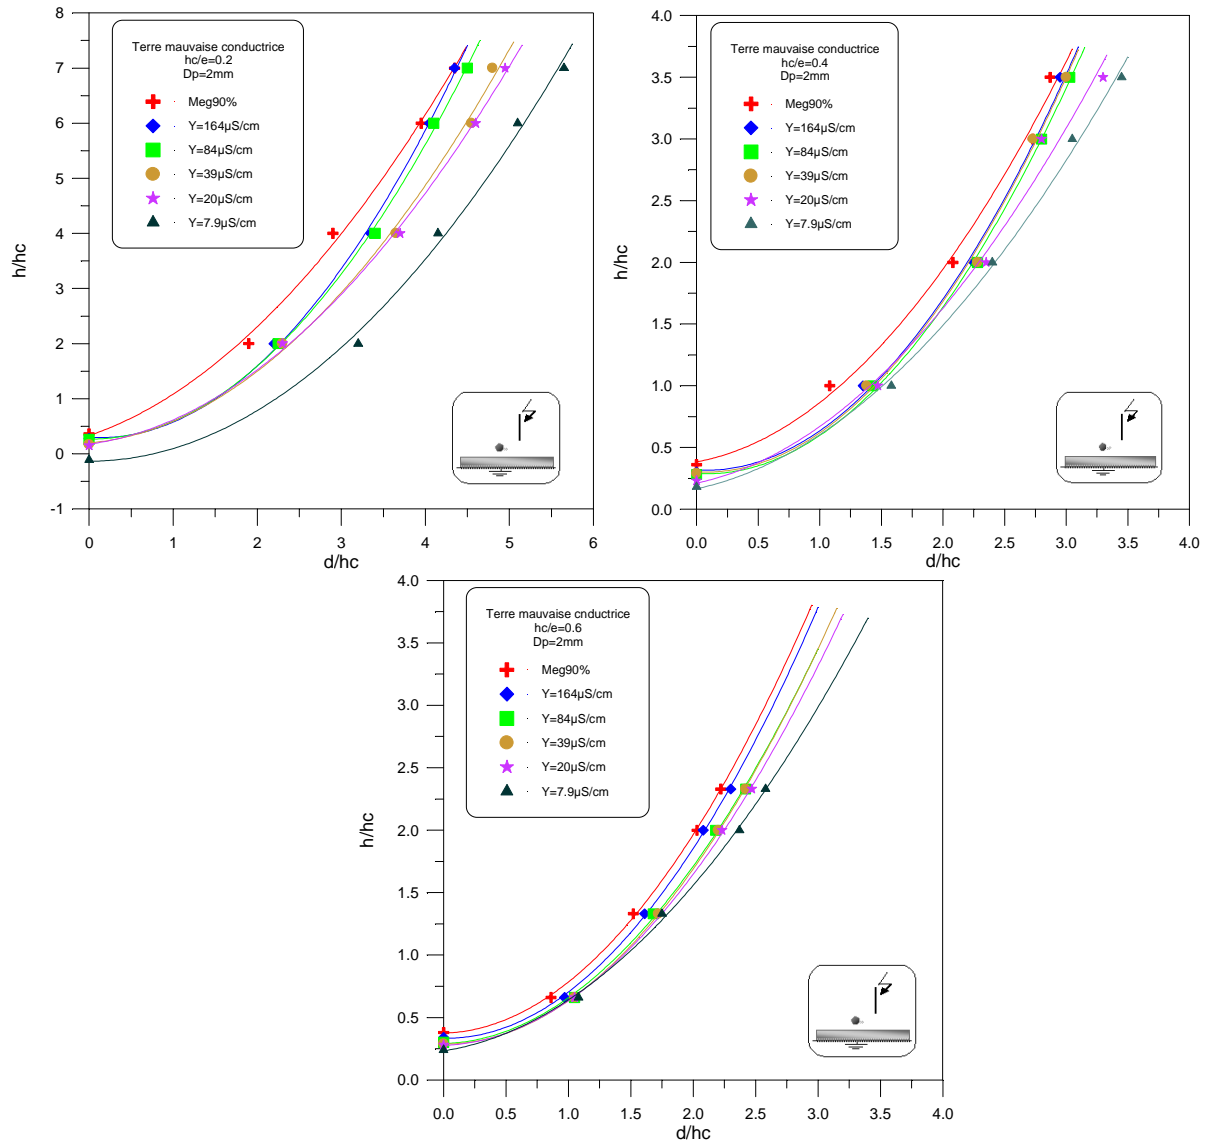 Terre mauvaise conductrice
hc/e=0.2
Dp=2mm
Meg90%
Y=164µS/cm
Y=84µS/cm
Y=39µS/cm
Y=20µS/cm
Y=7.9µS/cm
8
7
6
5
4
3
2
1
0
-1
h/hc
0 1 2 3 4 5 6
d/hc
Terre mauvaise conductrice
hc/e=0.4
Dp=2mm
Meg90%
Y=164µS/cm
Y=84µS/cm
Y=39µS/cm
Y=20µS/cm
Y=7.9µS/cm
4.0
3.5
3.0
2.5
2.0
1.5
1.0
0.5
0.0
h/hc
0.0 0.5 1.0 1.5 2.0 2.5 3.0 3.5 4.0
d/hc
Terre mauvaise cnductrice
hc/e=0.6
Dp=2mm
Meg90%
Y=164µS/cm
Y=84µS/cm
Y=39µS/cm
Y=20µS/cm
Y=7.9µS/cm
4.0
3.5
3.0
2.5
2.0
1.5
1.0
0.5
0.0
h/hc
0.0 0.5 1.0 1.5 2.0 2.5 3.0 3.5 4.0
d/hc